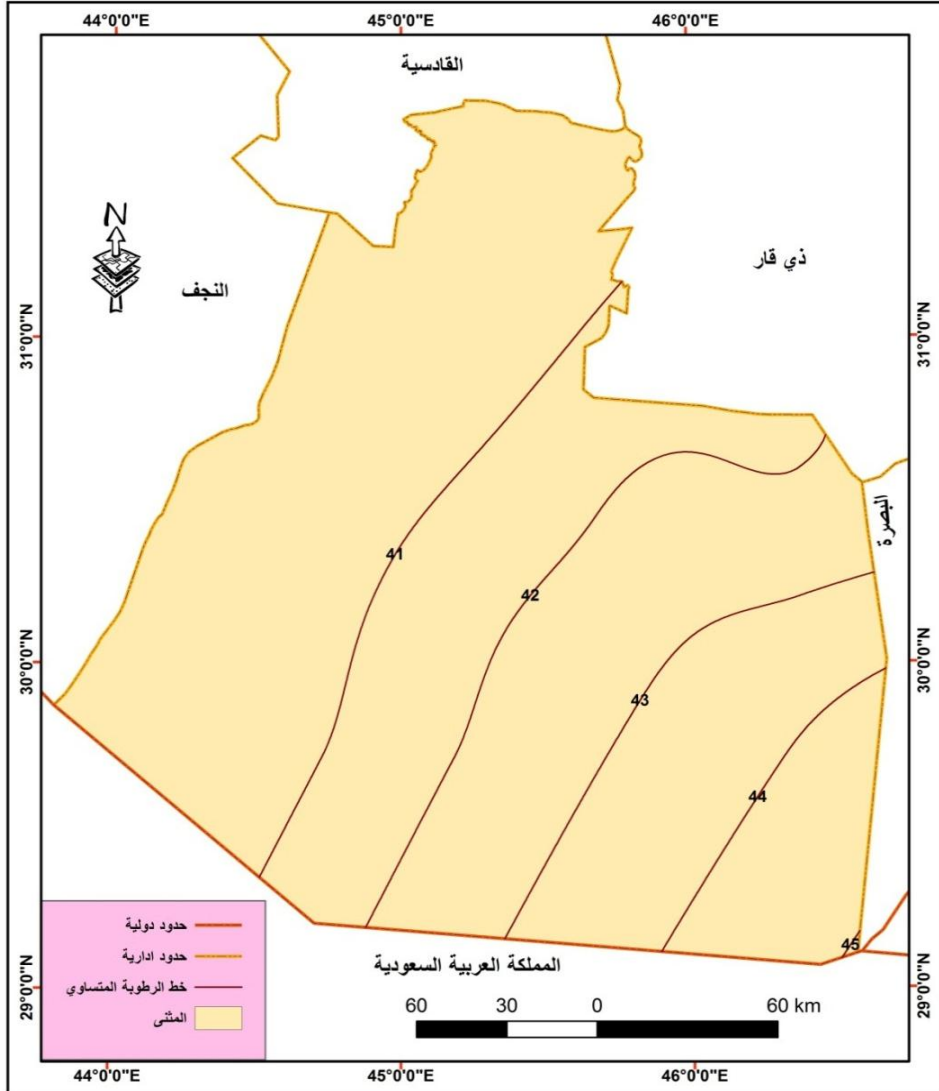 44°0'0"E 45°0'0"E 46°0'0"E
القادسية
N
النجف
ذي قار
31°0'0"N 31°0'0"N
البصرة
41
42
30°0'0"N 30°0'0"N
43
44
45
المملكة العربية السعودية
حدود دولية
حدود ادارية
خط الرطوبة المتساوي
المثنى
29°0'0"N 29°0'0"N
60 30 0 60 km
44°0'0"E 45°0'0"E 46°0'0"E